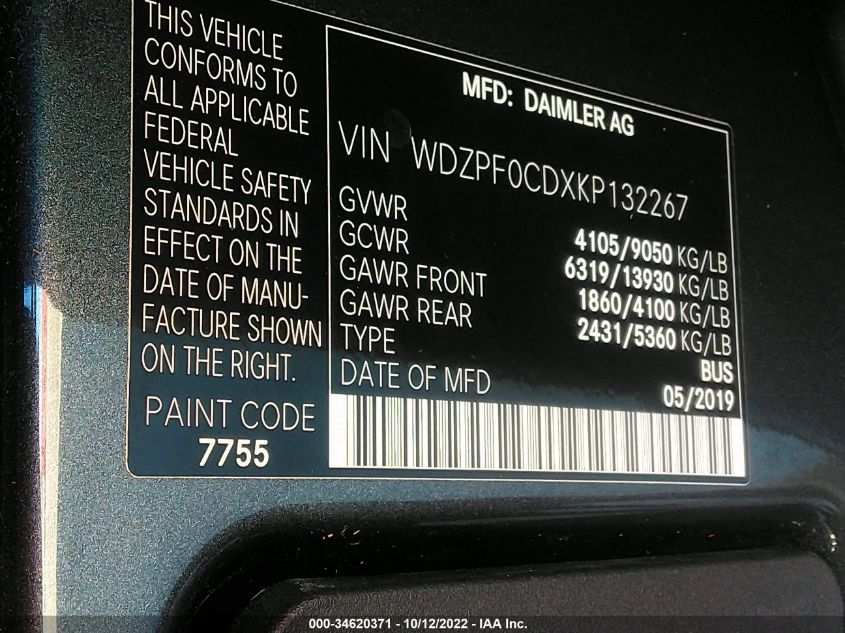 THIS VEHICLE
CONFORMS TO
ALL APPLICABLE
FEDERAL
VEHICLE SAFETY
STANDARDS IN
EFFECT ON THE
DATE OF MANU-
FACTURE SHOWN
ON THE RIGHT.
PAINT CODE
7755
MFD: DAIMLER AG
VIN WDZPF0CDXKP132267
GVWR 4105/9050 KG/LB
GCWR 6319/13930 KG/LB
GAWR FRONT 1860/4100 KG/LB
GAWR REAR 2431/5360 KG/LB
TYPE BUS
DATE OF MFD 05/2019
000-34620371 - 10/12/2022 - IAA Inc.